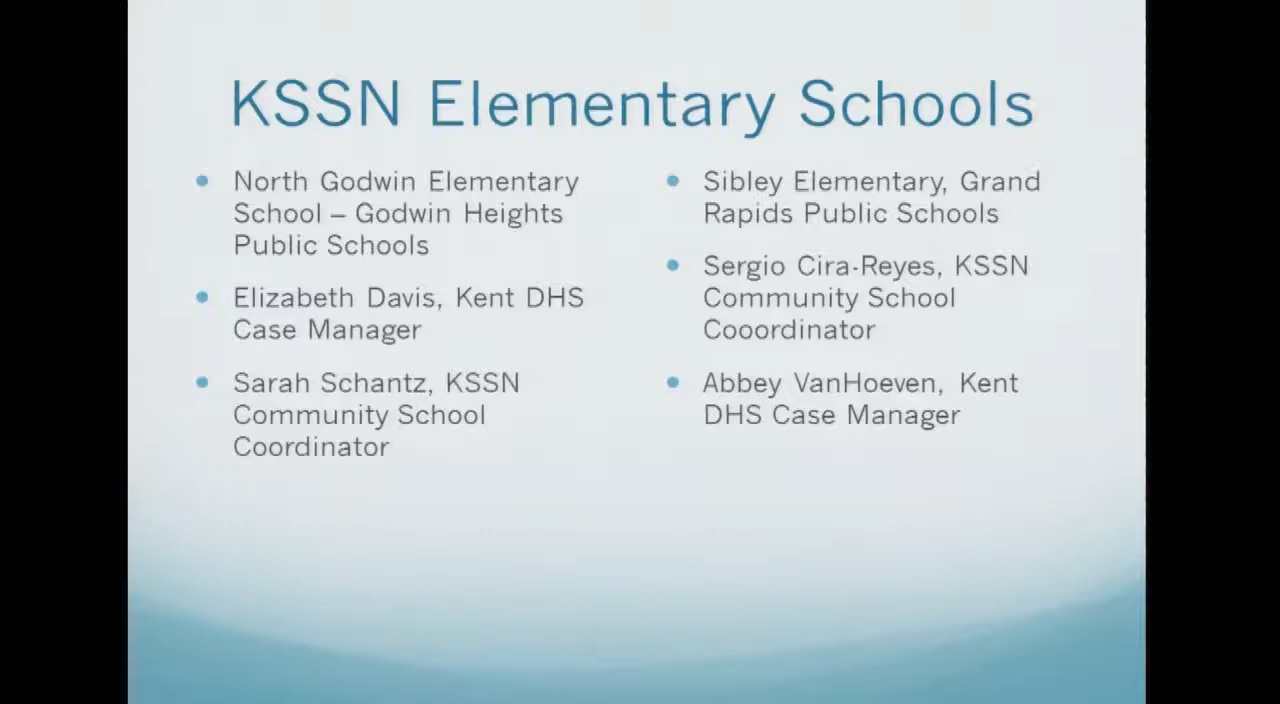 KSSN Elementary Schools
• North Godwin Elementary
School – Godwin Heights
Public Schools
• Elizabeth Davis, Kent DHS
Case Manager
• Sarah Schantz, KSSN
Community School
Coordinator
• Sibley Elementary, Grand
Rapids Public Schools
• Sergio Cira-Reyes, KSSN
Community School
Cooordinator
• Abbey VanHoeven, Kent
DHS Case Manager